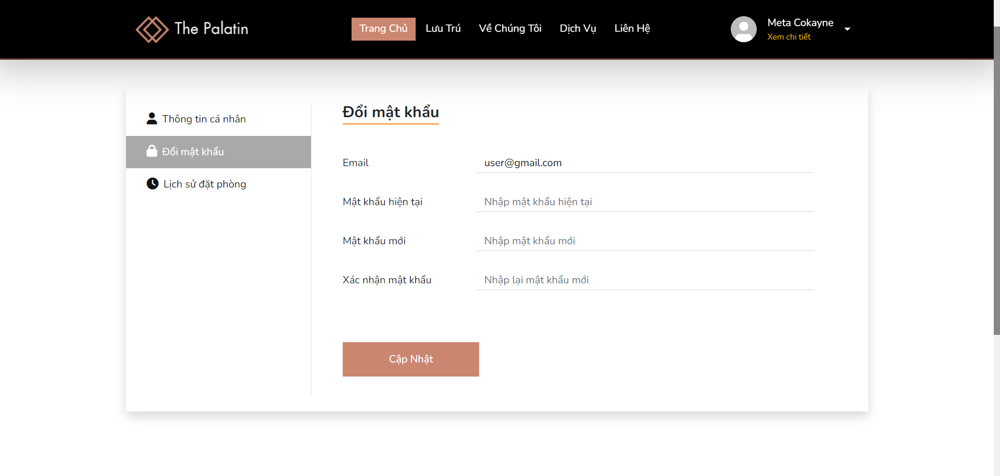 The Palatin
Trang Chủ
Lưu Trú
Về Chúng Tôi
Dịch Vụ
Liên Hệ
Meta Cokayne
Xem chi tiết
Thông tin cá nhân
Đổi mật khẩu
Lịch sử đặt phòng
Đổi mật khẩu
Email
user@gmail.com
Mật khẩu hiện tại
Nhập mật khẩu hiện tại
Mật khẩu mới
Nhập mật khẩu mới
Xác nhận mật khẩu
Nhập lại mật khẩu mới
Cập Nhật